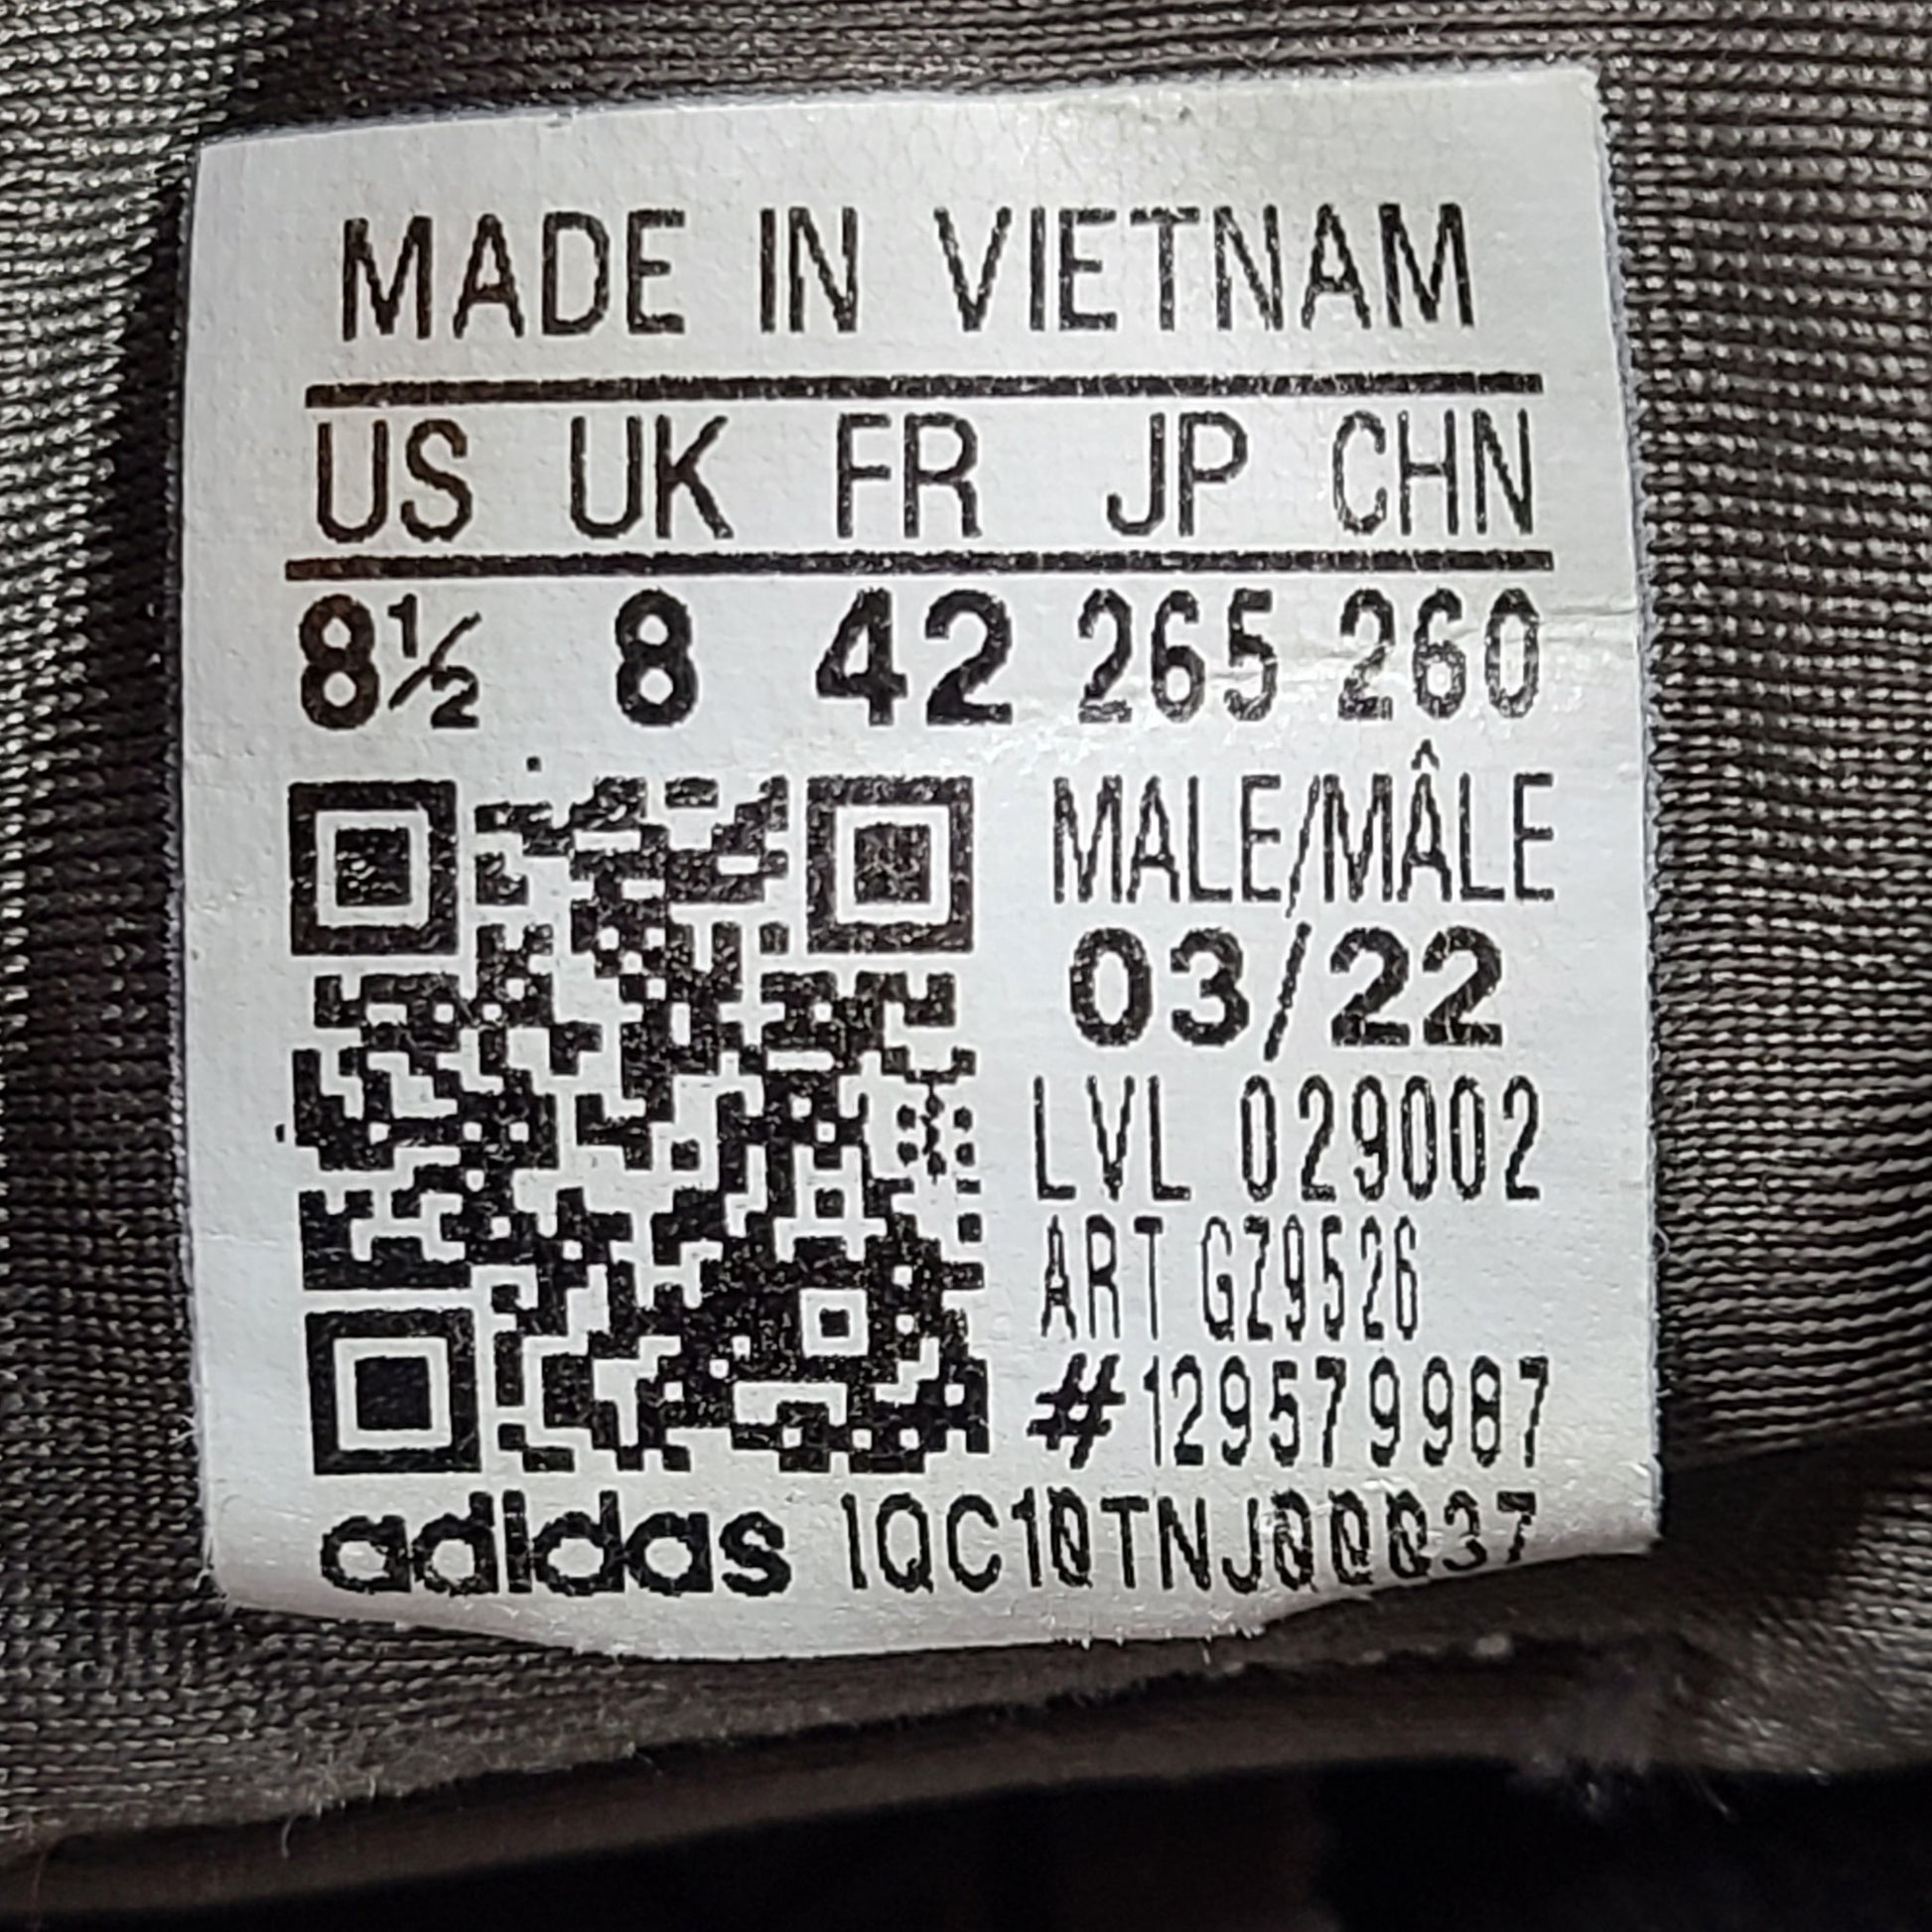 MADE IN VIETNAM
US UK FR JP CHN
8½ 8 42 265 260
MALE/MÂLE
03/22
LVL 029002
ART GZ9526
#129579987
adidas 1QC10TNJ000037